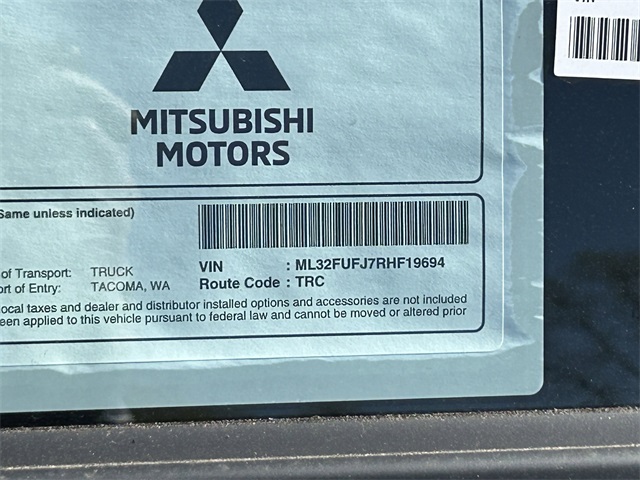 VIN
MITSUBISHI
MOTORS
Same unless indicated)
VIN : ML32FUFJ7RHF19694
of Transport: TRUCK
Route Code : TRC
ort of Entry: TACOMA, WA
ocal taxes and dealer and distributor installed options and accessories are not included
een applied to this vehicle pursuant to federal law and cannot be moved or altered prior